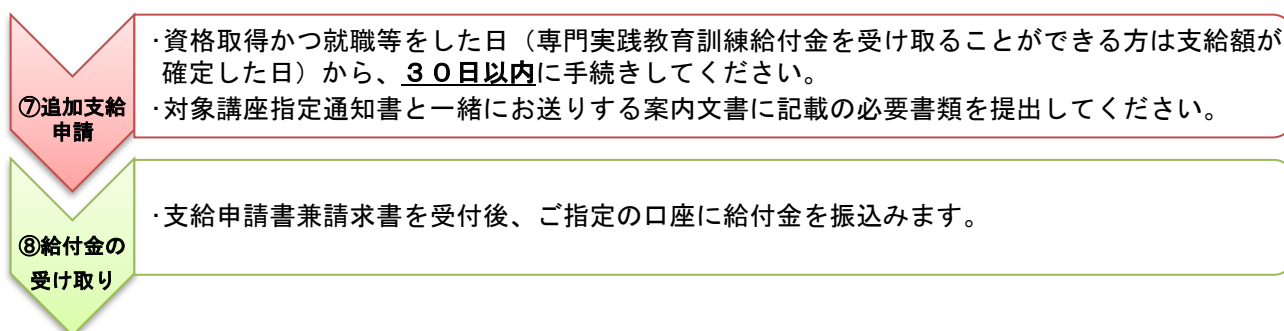 ⑦追加支給
申請
・資格取得かつ就職等をした日（専門実践教育訓練給付金を受け取ることができる方は支給額が
確定した日）から、３０日以内に手続きしてください。
・対象講座指定通知書と一緒にお送りする案内文書に記載の必要書類を提出してください。
⑧給付金の
受け取り
・支給申請書兼請求書を受付後、ご指定の口座に給付金を振込みます。